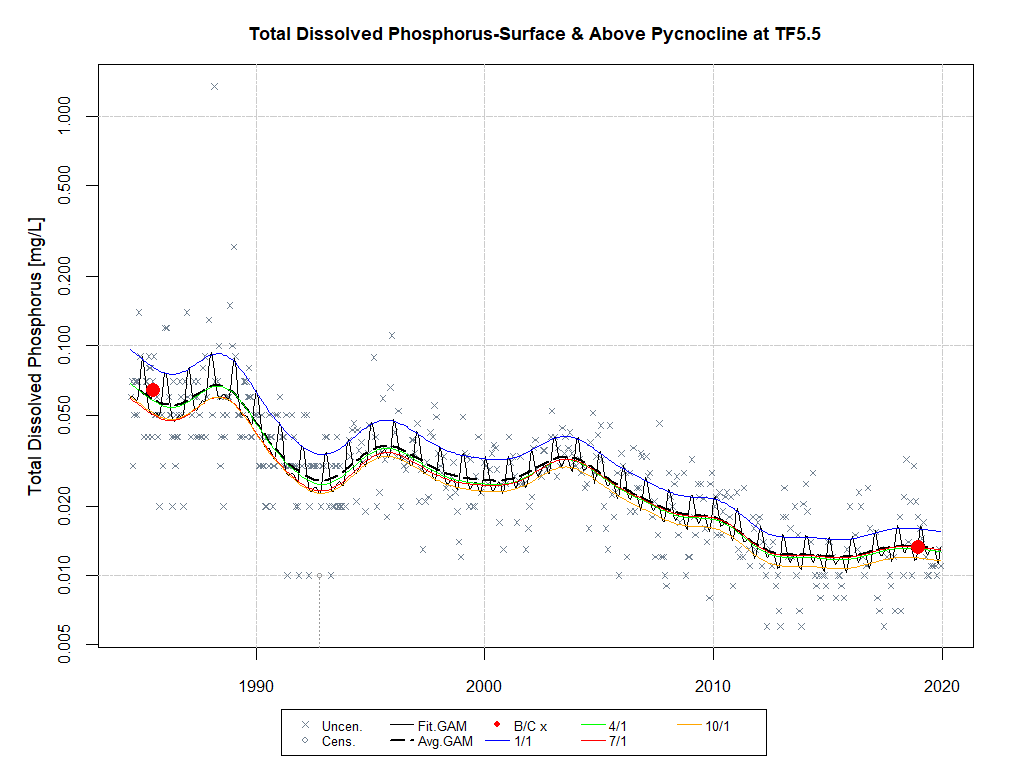 Total Dissolved Phosphorus-Surface & Above Pycnocline at TF5.5
Total Dissolved Phosphorus [mg/L]
1.000
0.500
0.200
0.100
0.050
0.020
0.010
0.005
1990 2000 2010 2020
Uncen. Fit.GAM B/C x 4/1 10/1
Cens. Avg.GAM 1/1 7/1